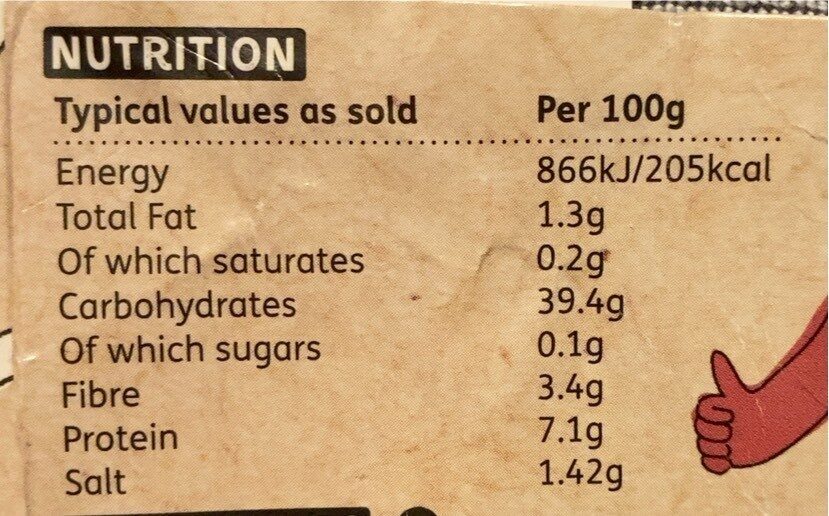 NUTRITION
Typical values as sold Per 100g
Energy 866kJ/205kcal
Total Fat 1.3g
Of which saturates 0.2g
Carbohydrates 39.4g
Of which sugars 0.1g
Fibre 3.4g
Protein 7.1g
Salt 1.42g